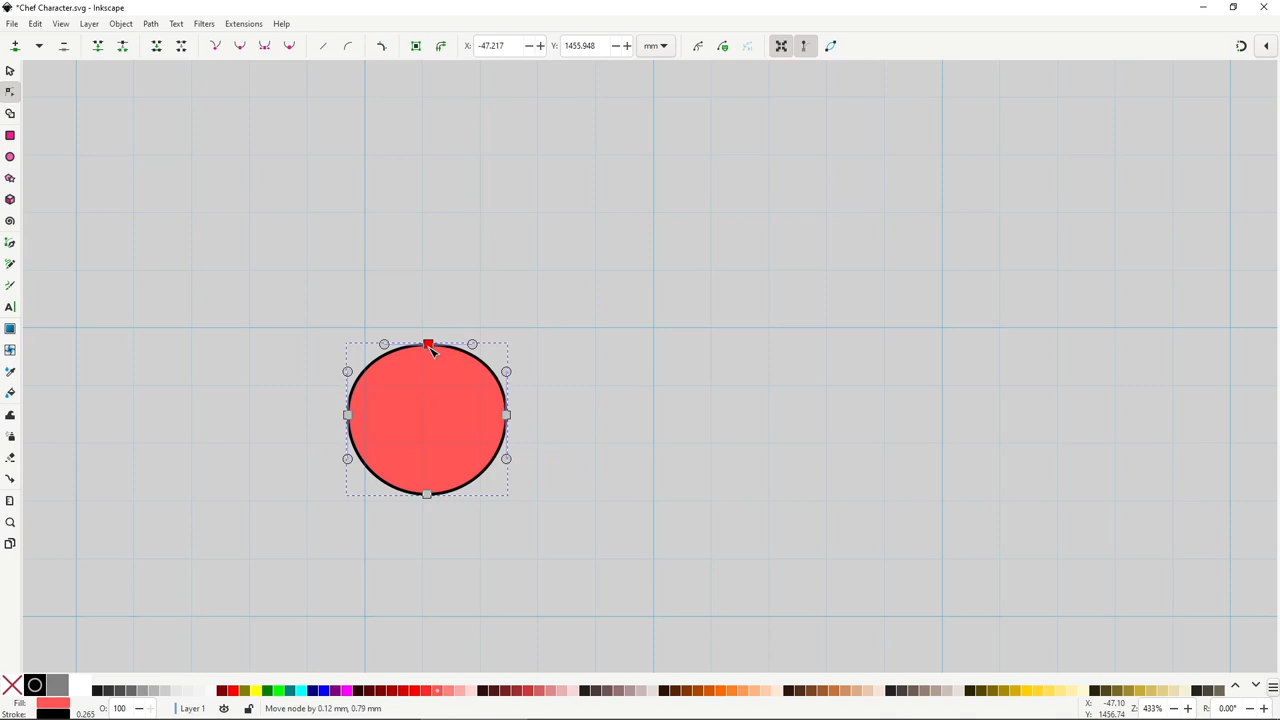 *Chef Character.svg - Inkscape
File Edit View Layer Object Path Text Filters Extensions Help
X: -47.217 Y: 1455.948 mm
Fill:
Stroke: 0.265
O: 100
Layer 1
Move node by 0.12 mm, 0.79 mm
X: -47.10
Y: 1456.74
Z: 433%
R: 0.00°